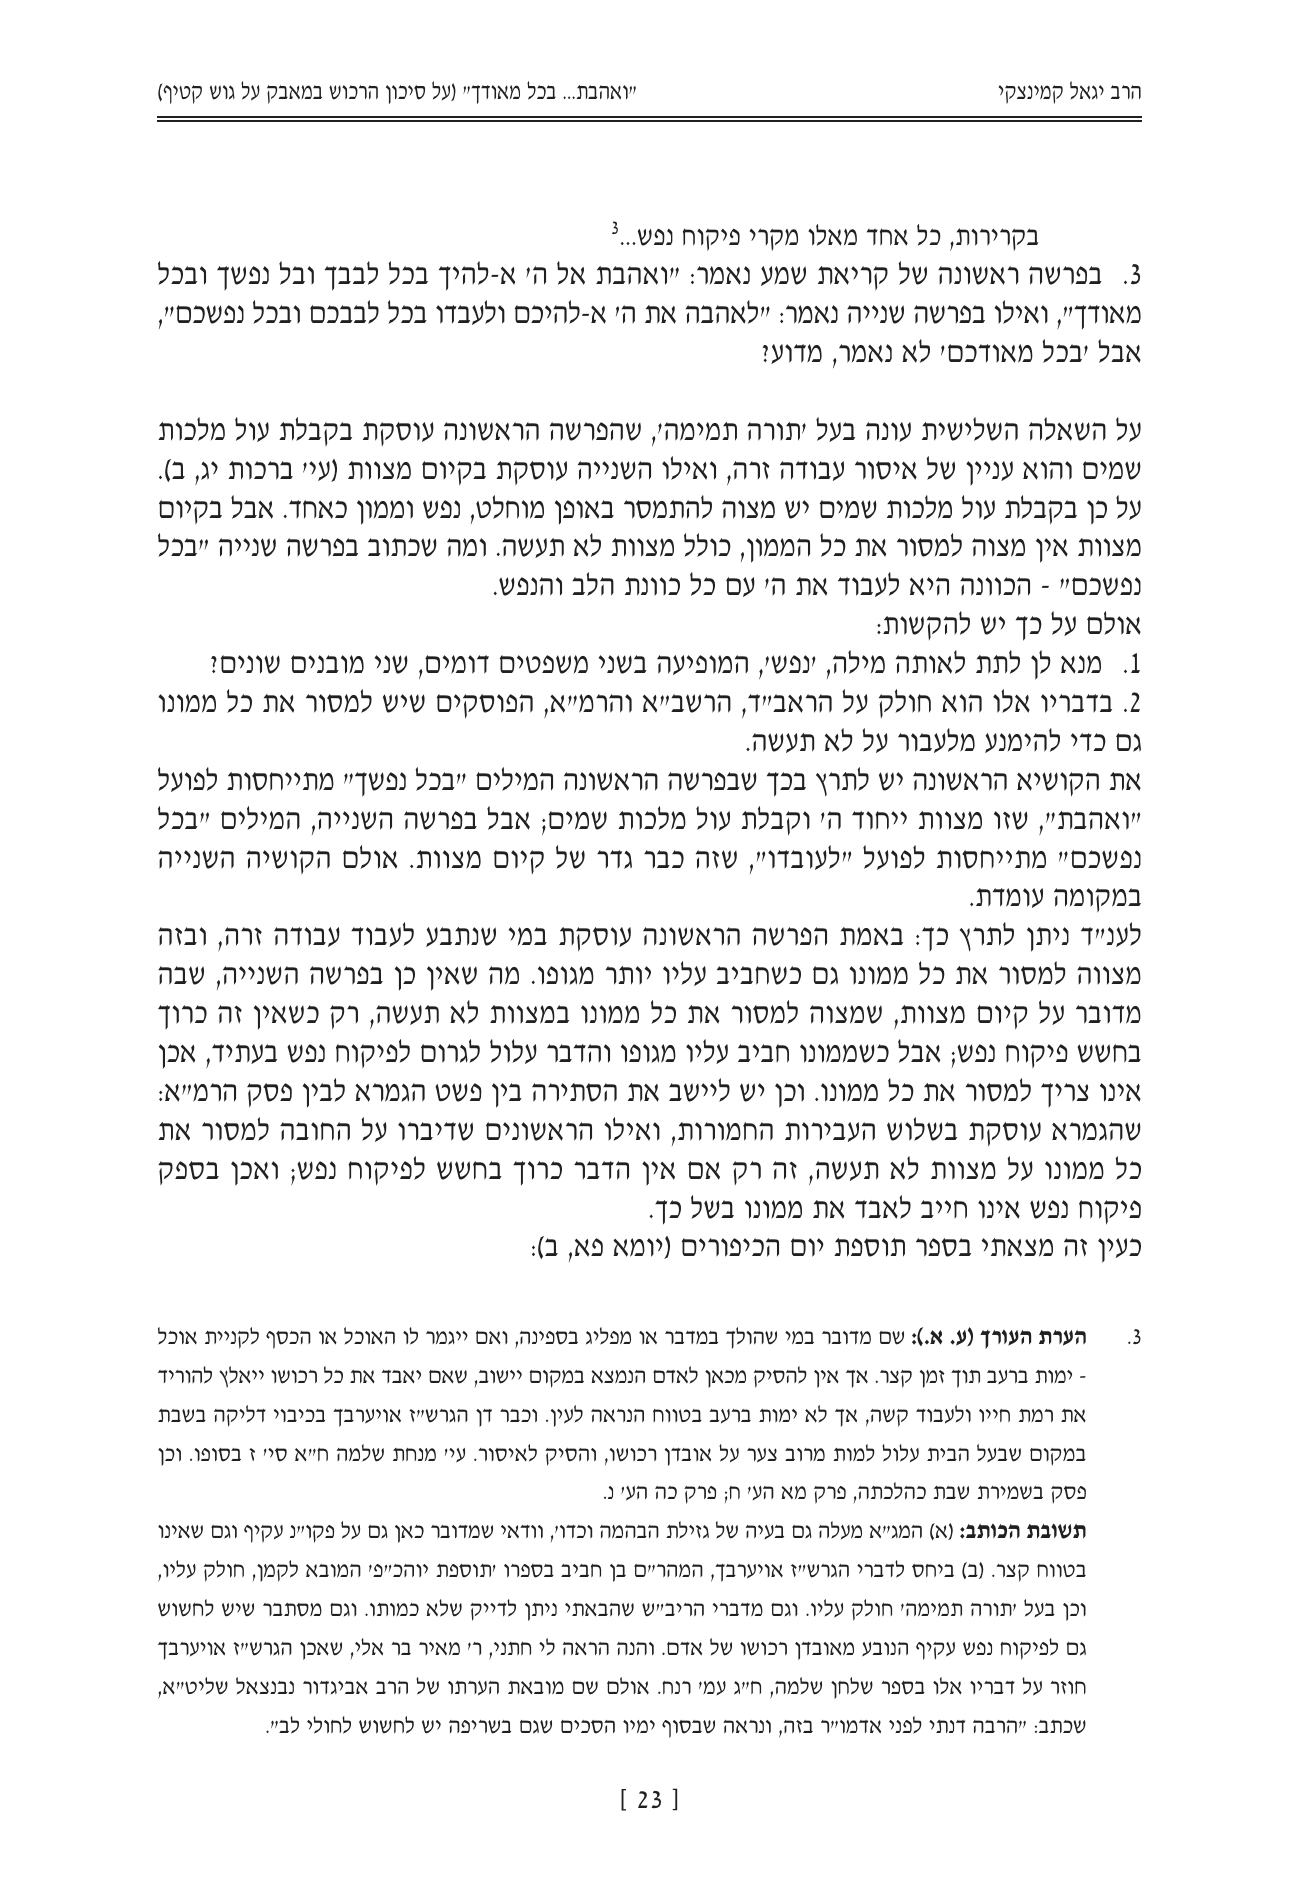 הרב יגאל קמינצקי
"ואהבת... בכל מאודך" (על סיכון הרכוש במאבק על גוש קטיף)
בקרירות, כל אחד מאלו מקרי פיקוח נפש...3
3. בפרשה ראשונה של קריאת שמע נאמר: "ואהבת אל ה' א-להיך בכל לבבך ובל נפשך ובכל
מאודך", ואילו בפרשה שנייה נאמר: "לאהבה את ה' א-להיכם ולעבדו בכל לבבכם ובכל נפשכם",
אבל 'בכל מאודכם' לא נאמר, מדוע?
על השאלה השלישית עונה בעל 'תורה תמימה', שהפרשה הראשונה עוסקת בקבלת עול מלכות
שמים והוא עניין של איסור עבודה זרה, ואילו השנייה עוסקת בקיום מצוות (עי' ברכות יג, ב).
על כן בקבלת עול מלכות שמים יש מצוה להתמסר באופן מוחלט, נפש וממון כאחד. אבל בקיום
מצוות אין מצוה למסור את כל הממון, כולל מצוות לא תעשה. ומה שכתוב בפרשה שנייה "בכל
נפשכם" - הכוונה היא לעבוד את ה' עם כל כוונת הלב והנפש.
אולם על כך יש להקשות:
1. מנא לן לתת לאותה מילה, 'נפש', המופיעה בשני משפטים דומים, שני מובנים שונים?
2. בדבריו אלו הוא חולק על הראב"ד, הרשב"א והרמ"א, הפוסקים שיש למסור את כל ממונו
גם כדי להימנע מלעבור על לא תעשה.
את הקושיא הראשונה יש לתרץ בכך שבפרשה הראשונה המילים "בכל נפשך" מתייחסות לפועל
"ואהבת", שזו מצוות ייחוד ה' וקבלת עול מלכות שמים; אבל בפרשה השנייה, המילים "בכל
נפשכם" מתייחסות לפועל "לעובדו", שזה כבר גדר של קיום מצוות. אולם הקושיה השנייה
במקומה עומדת.
לענ"ד ניתן לתרץ כך: באמת הפרשה הראשונה עוסקת במי שנתבע לעבוד עבודה זרה, ובזה
מצווה למסור את כל ממונו גם כשחביב עליו יותר מגופו. מה שאין כן בפרשה השנייה, שבה
מדובר על קיום מצוות, שמצוה למסור את כל ממונו במצוות לא תעשה, רק כשאין זה כרוך
בחשש פיקוח נפש; אבל כשממונו חביב עליו מגופו והדבר עלול לגרום לפיקוח נפש בעתיד, אכן
אינו צריך למסור את כל ממונו. וכן יש ליישב את הסתירה בין פשט הגמרא לבין פסק הרמ"א:
שהגמרא עוסקת בשלוש העבירות החמורות, ואילו הראשונים שדיברו על החובה למסור את
כל ממונו על מצוות לא תעשה, זה רק אם אין הדבר כרוך בחשש לפיקוח נפש; ואכן בספק
פיקוח נפש אינו חייב לאבד את ממונו בשל כך.
כעין זה מצאתי בספר תוספת יום הכיפורים (יומא פא, ב):
3. הערת העורך (ע. א.): שם מדובר במי שהולך במדבר או מפליג בספינה, ואם ייגמר לו האוכל או הכסף לקניית אוכל
- ימות ברעב תוך זמן קצר. אך אין להסיק מכאן לאדם הנמצא במקום יישוב, שאם יאבד את כל רכושו ייאלץ להוריד
את רמת חייו ולעבוד קשה, אך לא ימות ברעב בטווח הנראה לעין. וכבר דן הגרש"ז אויערבך בכיבוי דליקה בשבת
במקום שבעל הבית עלול למות מרוב צער על אובדן רכושו, והסיק לאיסור. עי' מנחת שלמה ח"א סי' ז בסופו. וכן
פסק בשמירת שבת כהלכתה, פרק מא הע' ח; פרק כה הע' נ.
תשובת הכותב: (א) המג"א מעלה גם בעיה של גזילת הבהמה וכדו', וודאי שמדובר כאן גם על פקו"נ עקיף וגם שאינו
בטווח קצר. (ב) ביחס לדברי הגרש"ז אויערבך, המהר"ם בן חביב בספרו 'תוספת יוהכ"פ' המובא לקמן, חולק עליו,
וכן בעל 'תורה תמימה' חולק עליו. וגם מדברי הריב"ש שהבאתי ניתן לדייק שלא כמותו. וגם מסתבר שיש לחשוש
גם לפיקוח נפש עקיף הנובע מאובדן רכושו של אדם. והנה הראה לי חתני, ר' מאיר בר אלי, שאכן הגרש"ז אויערבך
חוזר על דבריו אלו בספר שלחן שלמה, ח"ג עמ' רנח. אולם שם מובאת הערתו של הרב אביגדור נבנצאל שליט"א,
שכתב: "הרבה דנתי לפני אדמו"ר בזה, ונראה שבסוף ימיו הסכים שגם בשריפה יש לחשוש לחולי לב".
[ 23 ]